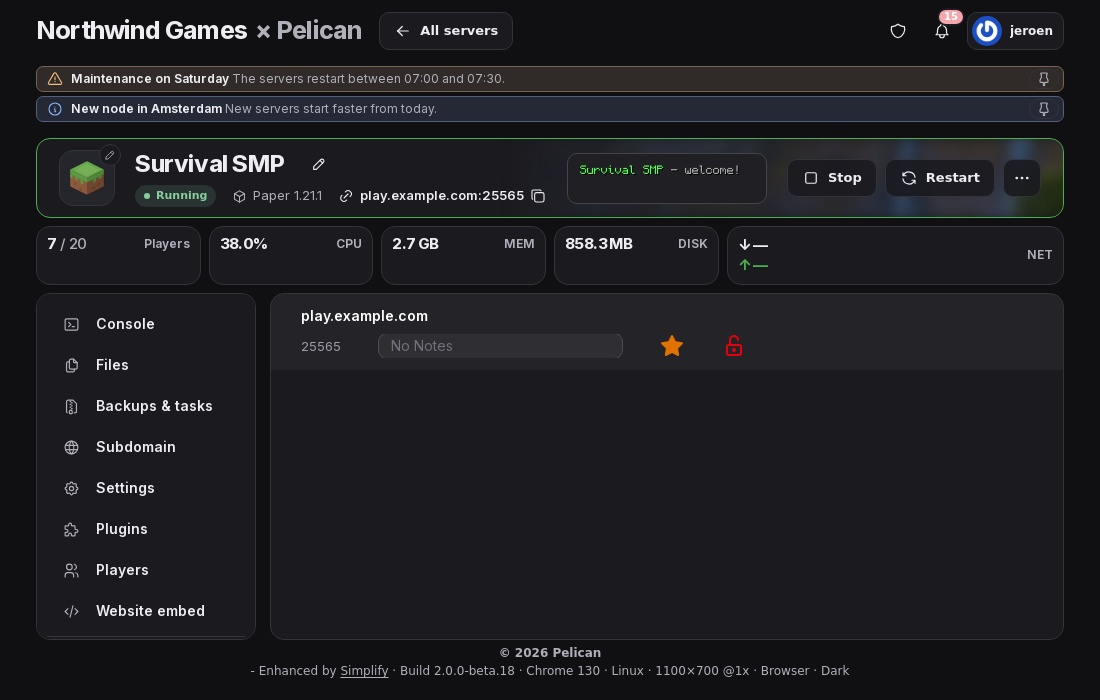 Northwind Games × Pelican
All servers
15
jeroen
Maintenance on Saturday The servers restart between 07:00 and 07:30.
New node in Amsterdam New servers start faster from today.
Survival SMP
Running
Paper 1.21.1
play.example.com:25565
Survival SMP - welcome!
Stop
Restart
7 / 20 Players
38.0% CPU
2.7 GB MEM
858.3 MB DISK
↓—
↑—
NET
Console
Files
Backups & tasks
Subdomain
Settings
Plugins
Players
Website embed
play.example.com
25565
No Notes
© 2026 Pelican
- Enhanced by Simplify · Build 2.0.0-beta.18 · Chrome 130 · Linux · 1100×700 @1x · Browser · Dark